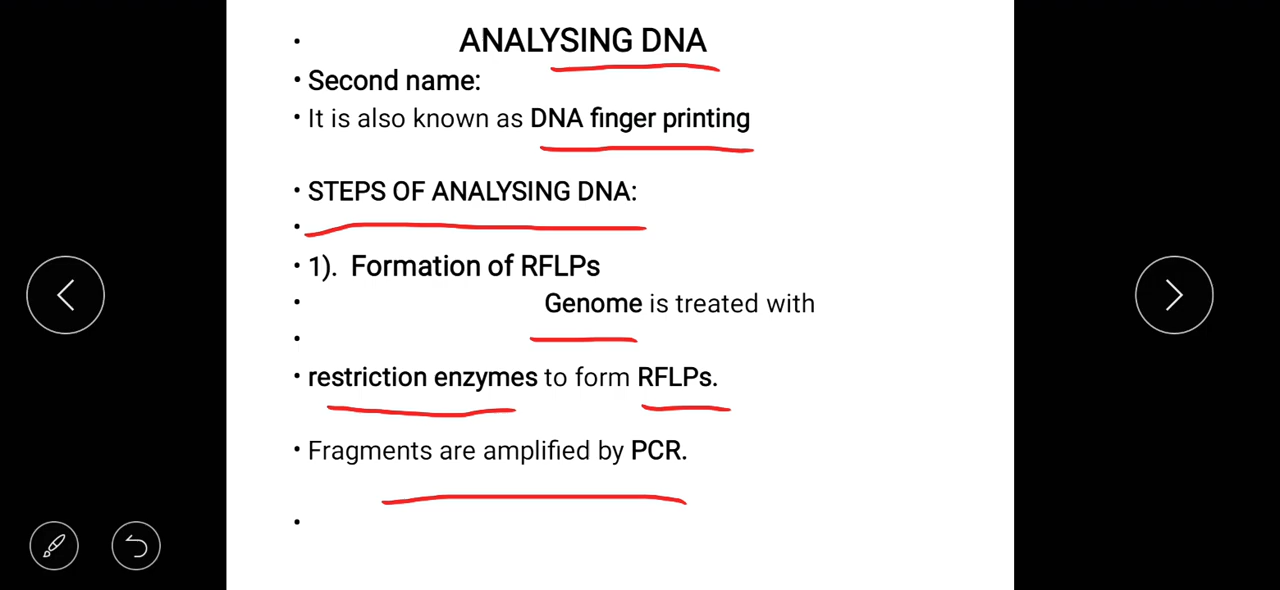 • ANALYSING DNA
• Second name:
• It is also known as DNA finger printing
• STEPS OF ANALYSING DNA:
•
• 1). Formation of RFLPs
• Genome is treated with
•
• restriction enzymes to form RFLPs.
• Fragments are amplified by PCR.
•